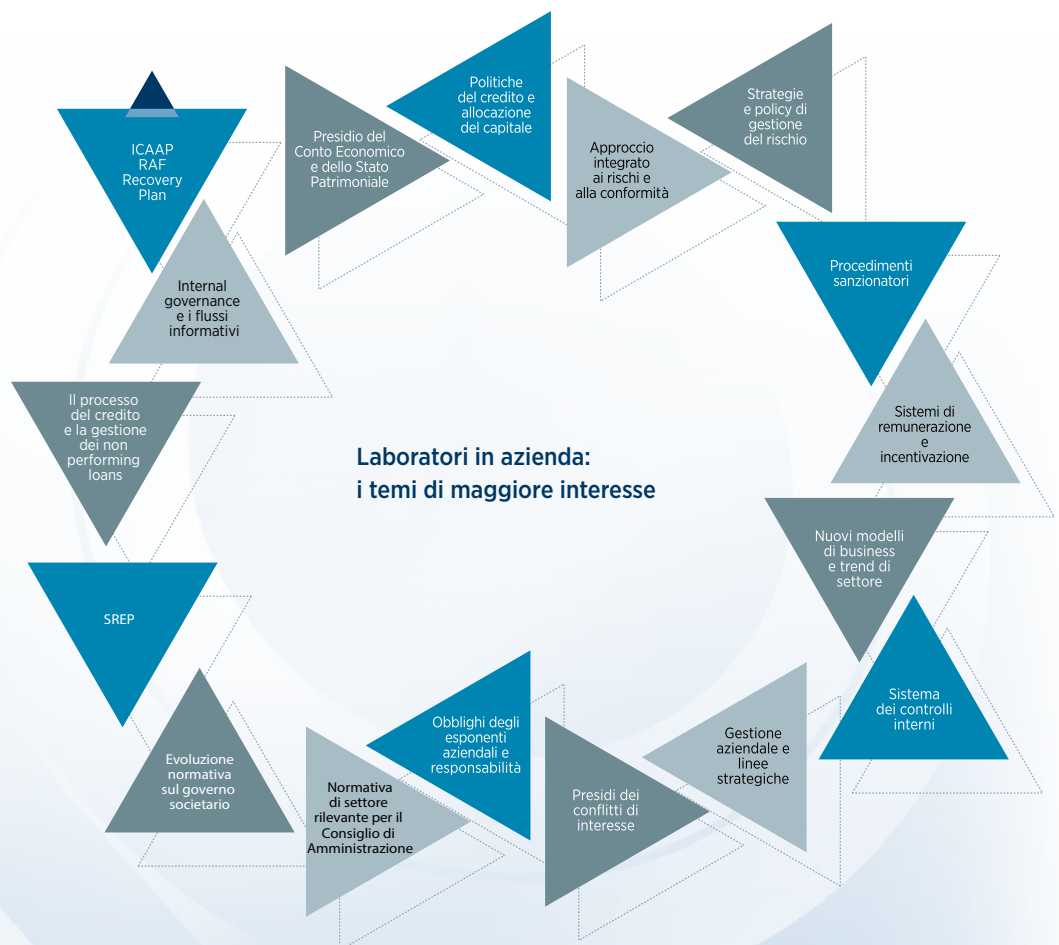 ICAAP
RAF
Recovery
Plan
Presidio del
Conto Economico
e dello Stato
Patrimoniale
Politiche
del credito e
allocazione
del capitale
Approccio
integrato
ai rischi e
alla conformità
Strategie
e policy di
gestione
del rischio
Procedimenti
sanzionatori
Sistemi di
remunerazione
e
incentivazione
Nuovi modelli
di business
e trend di
settore
Sistema
dei controlli
interni
Gestione
aziendale e
linee
strategiche
Presidi dei
conflitti di
interesse
Obblighi degli
esponenti
aziendali e
responsabilità
Normativa
di settore
rilevante per il
Consiglio di
Amministrazione
Evoluzione
normativa
sul governo
societario
SREP
Il processo
del credito
e la gestione
dei non
performing
loans
Internal
governance
e i flussi
informativi
Laboratori in azienda:
i temi di maggiore interesse